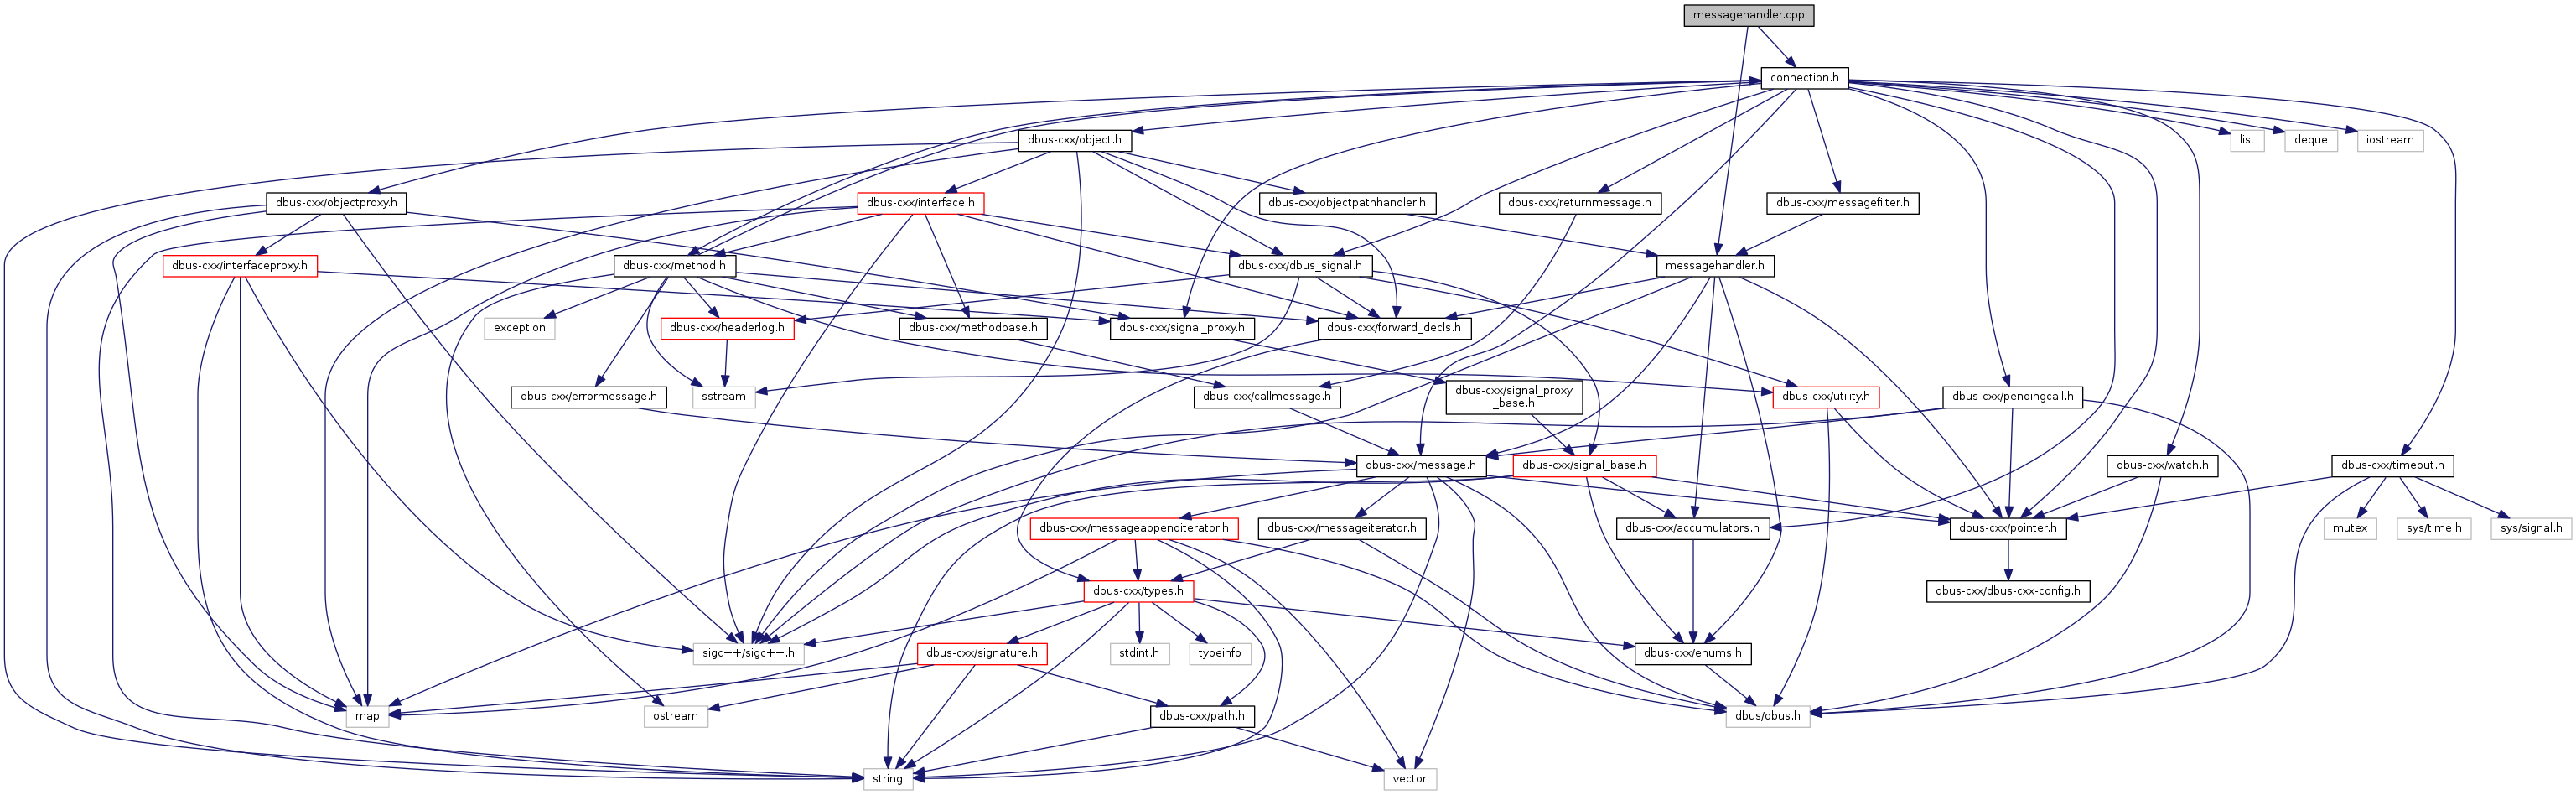 messagehandler.cpp
connection.h
dbus-cxx/object.h
list
deque
iostream
dbus-cxx/objectproxy.h
dbus-cxx/interface.h
dbus-cxx/objectpathhandler.h
dbus-cxx/returnmessage.h
dbus-cxx/messagefilter.h
dbus-cxx/interfaceproxy.h
dbus-cxx/method.h
dbus-cxx/dbus_signal.h
messagehandler.h
exception
dbus-cxx/headerlog.h
dbus-cxx/methodbase.h
dbus-cxx/signal_proxy.h
dbus-cxx/forward_decls.h
dbus-cxx/errormessage.h
sstream
dbus-cxx/callmessage.h
dbus-cxx/signal_proxy
_base.h
dbus-cxx/utility.h
dbus-cxx/pendingcall.h
dbus-cxx/message.h
dbus-cxx/signal_base.h
dbus-cxx/watch.h
dbus-cxx/timeout.h
dbus-cxx/messageappenditerator.h
dbus-cxx/messageiterator.h
dbus-cxx/accumulators.h
dbus-cxx/pointer.h
mutex
sys/time.h
sys/signal.h
dbus-cxx/types.h
dbus-cxx/dbus-cxx-config.h
sigc++/sigc++.h
dbus-cxx/signature.h
stdint.h
typeinfo
dbus-cxx/enums.h
map
ostream
dbus-cxx/path.h
dbus/dbus.h
string
vector